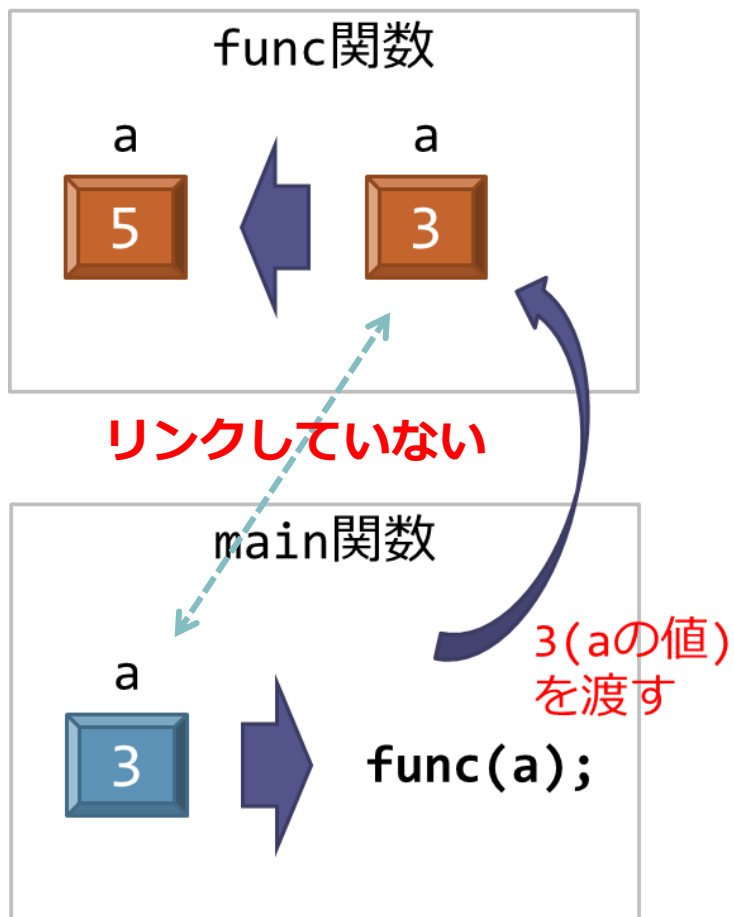 func関数
a
a
5
3
リンクしていない
main関数
3(aの値)
を渡す
a
3
func(a);